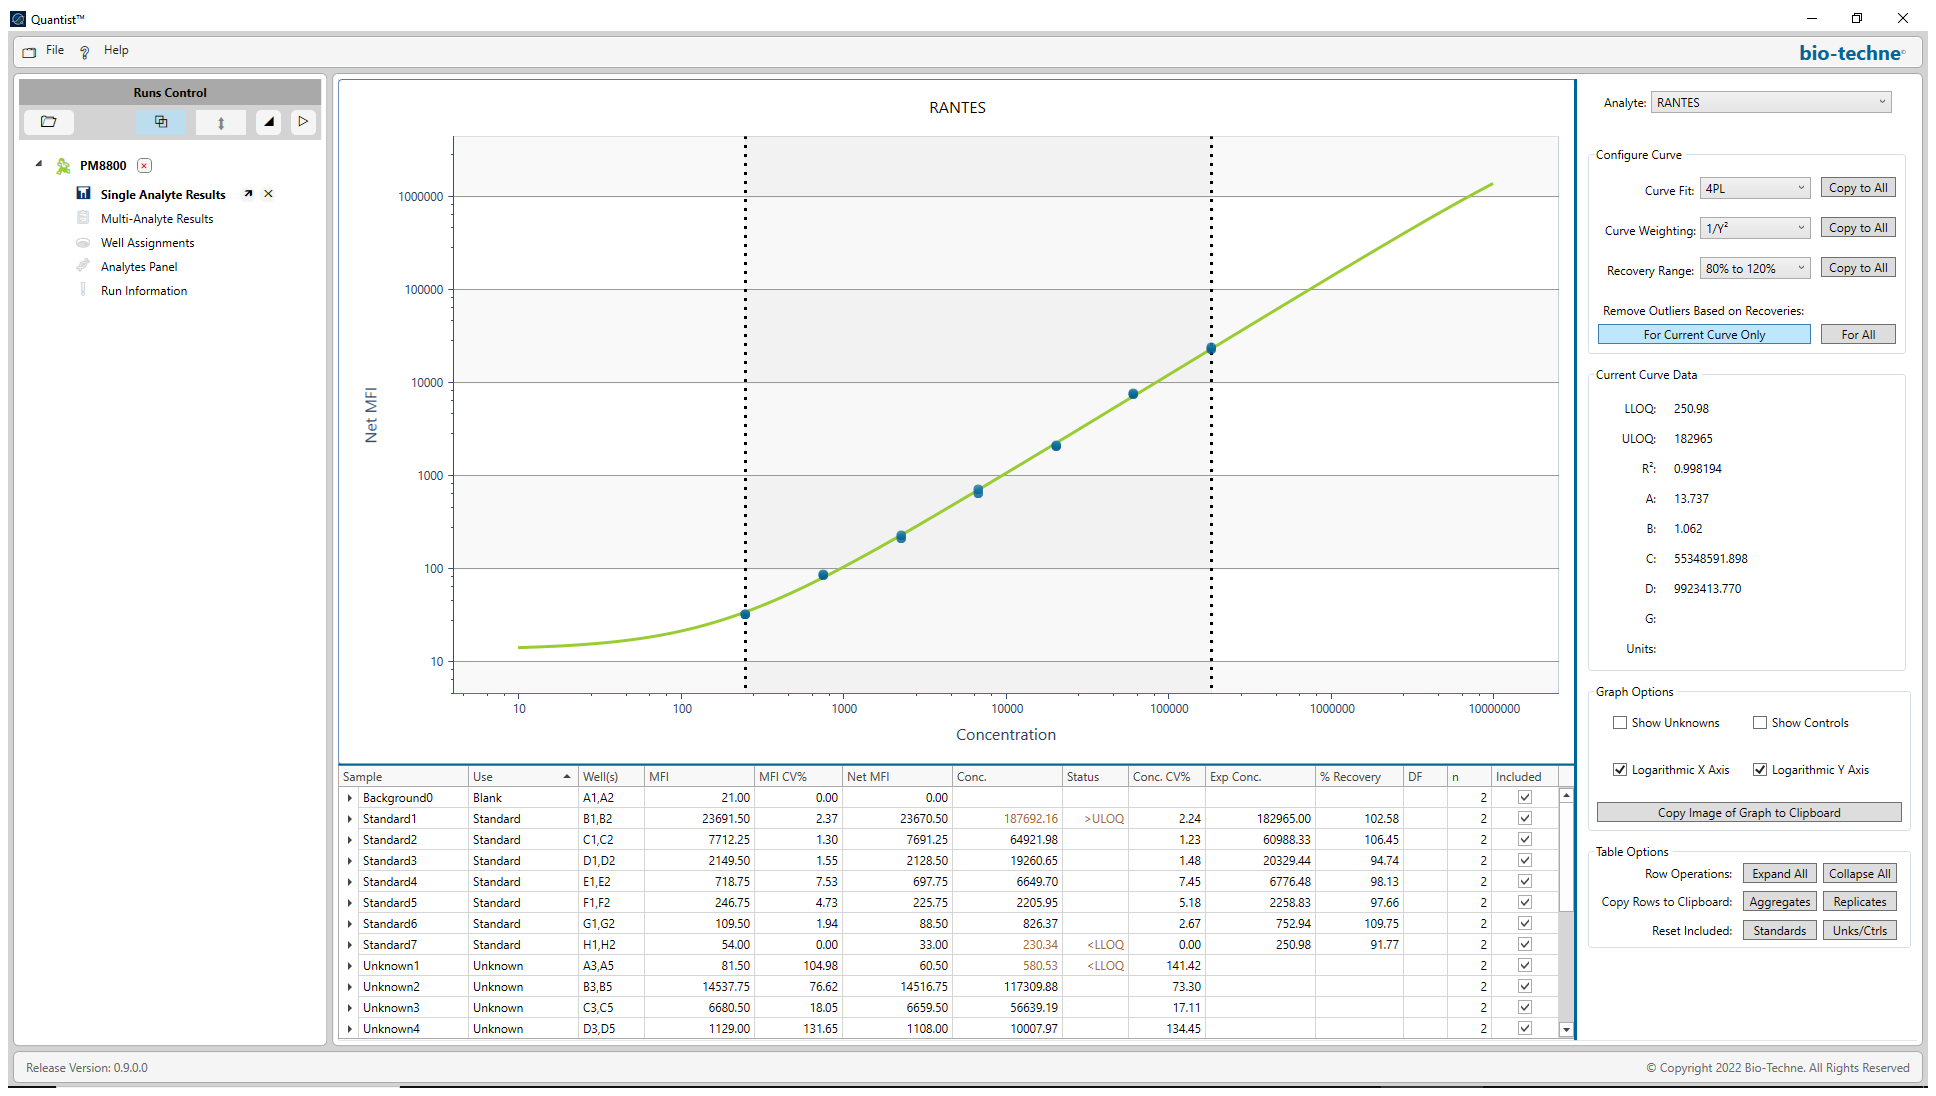 Quantist™
File ? Help
bio-techne
Runs Control
PM8800
Single Analyte Results
Multi-Analyte Results
Well Assignments
Analytes Panel
Run Information
RANTES
Net MFI
1000000
100000
10000
1000
100
10
10 100 1000 10000 100000 1000000 10000000
Concentration
Analyte: RANTES
Configure Curve
Curve Fit: 4PL Copy to All
Curve Weighting: 1/Y² Copy to All
Recovery Range: 80% to 120% Copy to All
Remove Outliers Based on Recoveries:
For Current Curve Only For All
Current Curve Data
LLOQ: 250.98
ULOQ: 182965
R²: 0.998194
A: 13.737
B: 1.062
C: 55348591.898
D: 9923413.770
G:
Units:
Graph Options
Show Unknowns Show Controls
Logarithmic X Axis Logarithmic Y Axis
Copy Image of Graph to Clipboard
Table Options
Row Operations: Expand All Collapse All
Copy Rows to Clipboard: Aggregates Replicates
Reset Included: Standards Unks/Ctrls
Sample Use Well(s) MFI MFI CV% Net MFI Conc. Status Conc. CV% Exp Conc. % Recovery DF n Included
Background0 Blank A1,A2 21.00 0.00 0.00 2
Standard1 Standard B1,B2 23691.50 2.37 23670.50 187692.16 >ULOQ 2.24 182965.00 102.58 2
Standard2 Standard C1,C2 7712.25 1.30 7691.25 64921.98 1.23 60988.33 106.45 2
Standard3 Standard D1,D2 2149.50 1.55 2128.50 19260.65 1.48 20329.44 94.74 2
Standard4 Standard E1,E2 718.75 7.53 697.75 6649.70 7.45 6776.48 98.13 2
Standard5 Standard F1,F2 246.75 4.73 225.75 2205.95 5.18 2258.83 97.66 2
Standard6 Standard G1,G2 109.50 1.94 88.50 826.37 2.67 752.94 109.75 2
Standard7 Standard H1,H2 54.00 0.00 33.00 230.34 <LLOQ 0.00 250.98 91.77 2
Unknown1 Unknown A3,A5 81.50 104.98 60.50 580.53 <LLOQ 141.42 2
Unknown2 Unknown B3,B5 14537.75 76.62 14516.75 117309.88 73.30 2
Unknown3 Unknown C3,C5 6680.50 18.05 6659.50 56639.19 17.11 2
Unknown4 Unknown D3,D5 1129.00 131.65 1108.00 10007.97 134.45 2
Release Version: 0.9.0.0
© Copyright 2022 Bio-Techne. All Rights Reserved